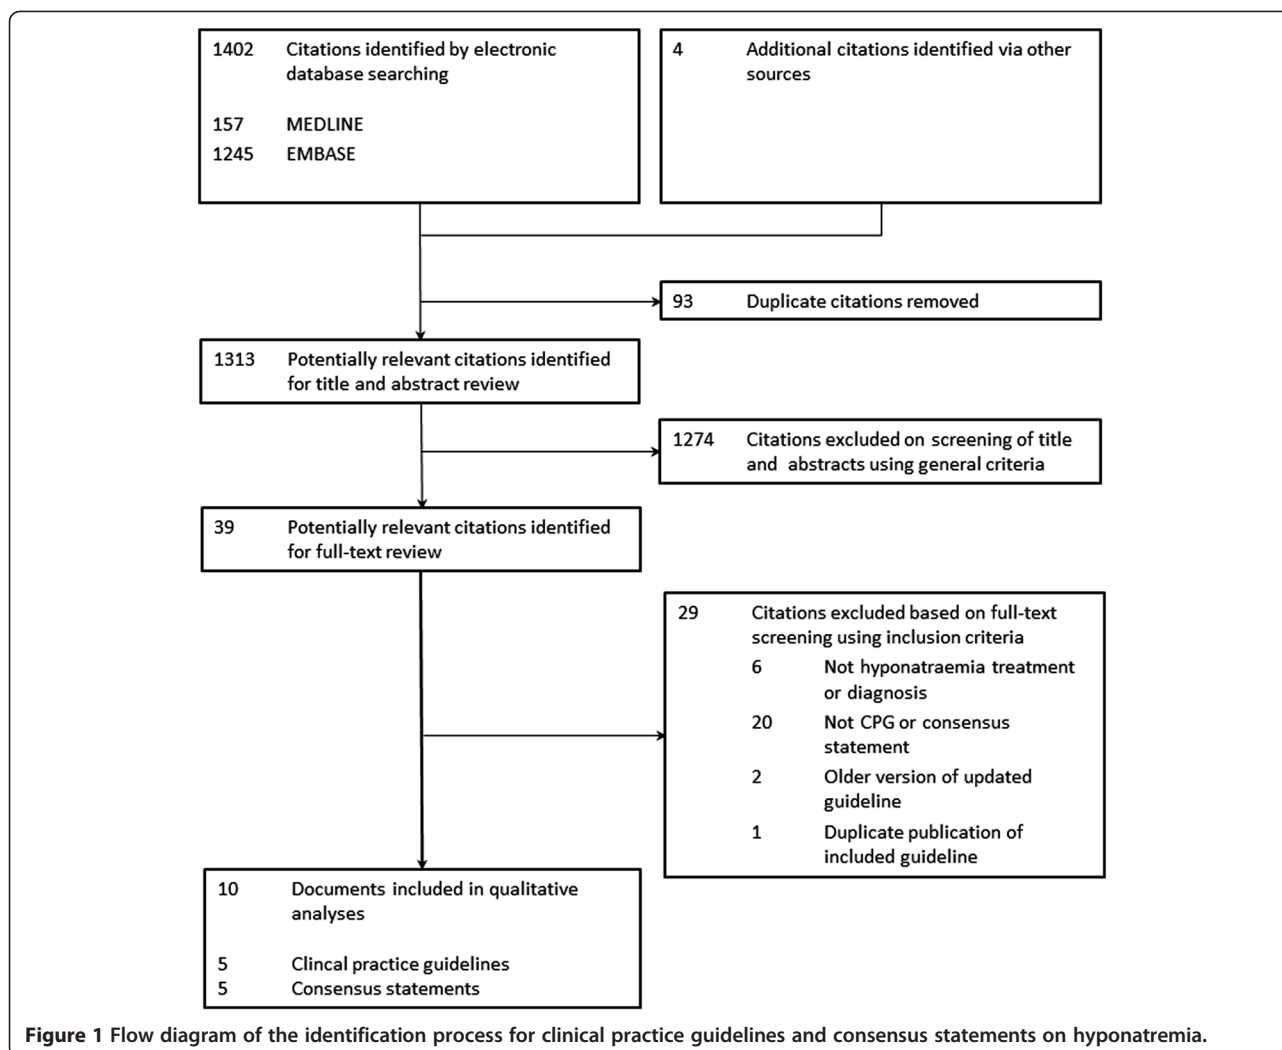 1402 Citations identified by electronic
database searching
157 MEDLINE
1245 EMBASE
4 Additional citations identified via other
sources
93 Duplicate citations removed
1313 Potentially relevant citations identified
for title and abstract review
1274 Citations excluded on screening of title
and abstracts using general criteria
39 Potentially relevant citations identified
for full-text review
29 Citations excluded based on full-text
screening using inclusion criteria
6 Not hyponatraemia treatment
or diagnosis
20 Not CPG or consensus
statement
2 Older version of updated
guideline
1 Duplicate publication of
included guideline
10 Documents included in qualitative
analyses
5 Clincal practice guidelines
5 Consensus statements
Figure 1 Flow diagram of the identification process for clinical practice guidelines and consensus statements on hyponatremia.